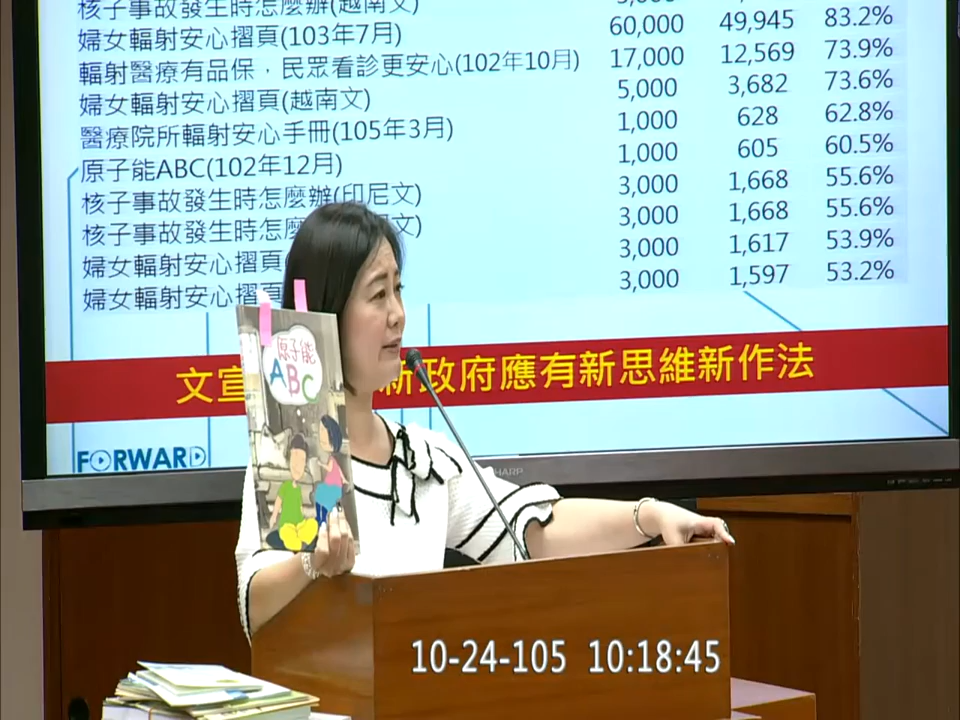 核子事故發生時怎麼辦(越南文)
婦女輻射安心摺頁(103年7月) 60,000 49,945 83.2%
輻射醫療有品保，民眾看診更安心(102年10月) 17,000 12,569 73.9%
婦女輻射安心摺頁(越南文) 5,000 3,682 73.6%
醫療院所輻射安心手冊(105年3月) 1,000 628 62.8%
原子能ABC(102年12月) 1,000 605 60.5%
核子事故發生時怎麼辦(印尼文) 3,000 1,668 55.6%
核子事故發生時怎麼 文) 3,000 1,668 55.6%
婦女輻射安心摺頁( 3,000 1,617 53.9%
婦女輻射安心摺頁 3,000 1,597 53.2%
文宣 新政府應有新思維新作法
FORWARD
SHARP
原子能
ABC
10-24-105 10:18:45